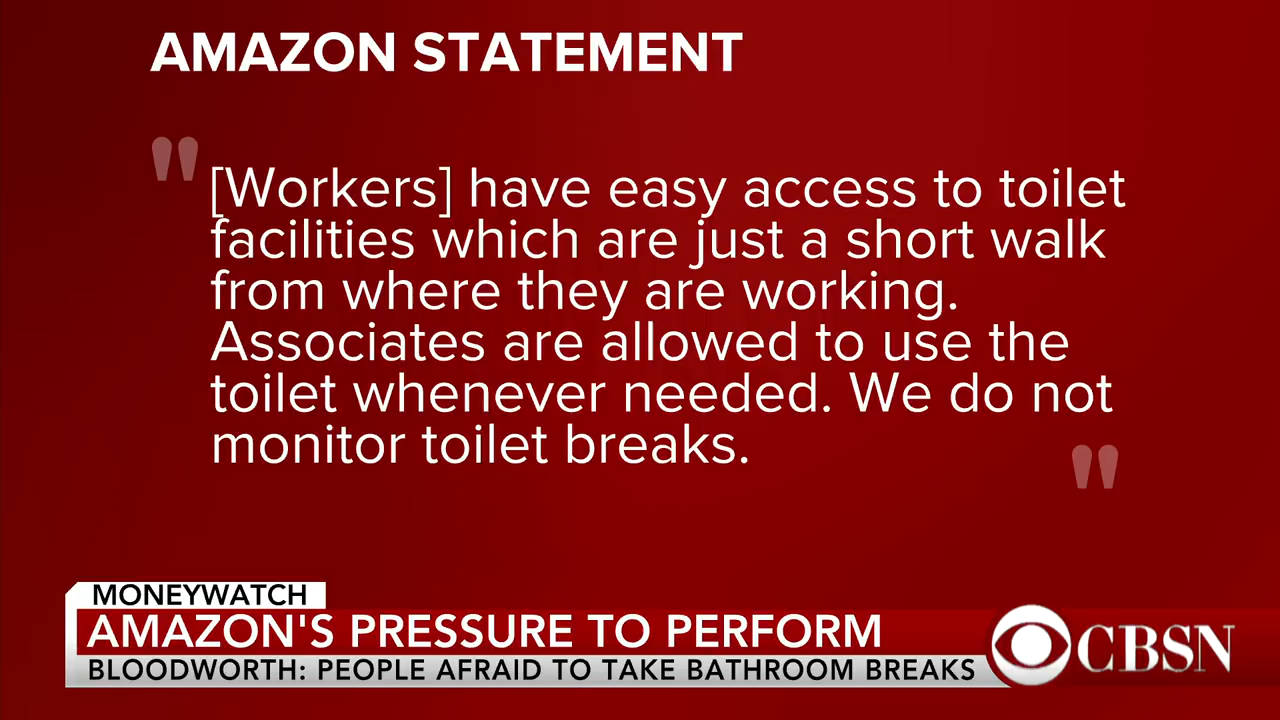 AMAZON STATEMENT
"[Workers] have easy access to toilet
facilities which are just a short walk
from where they are working.
Associates are allowed to use the
toilet whenever needed. We do not
monitor toilet breaks."
MONEYWATCH
AMAZON'S PRESSURE TO PERFORM
BLOODWORTH: PEOPLE AFRAID TO TAKE BATHROOM BREAKS
CBSN